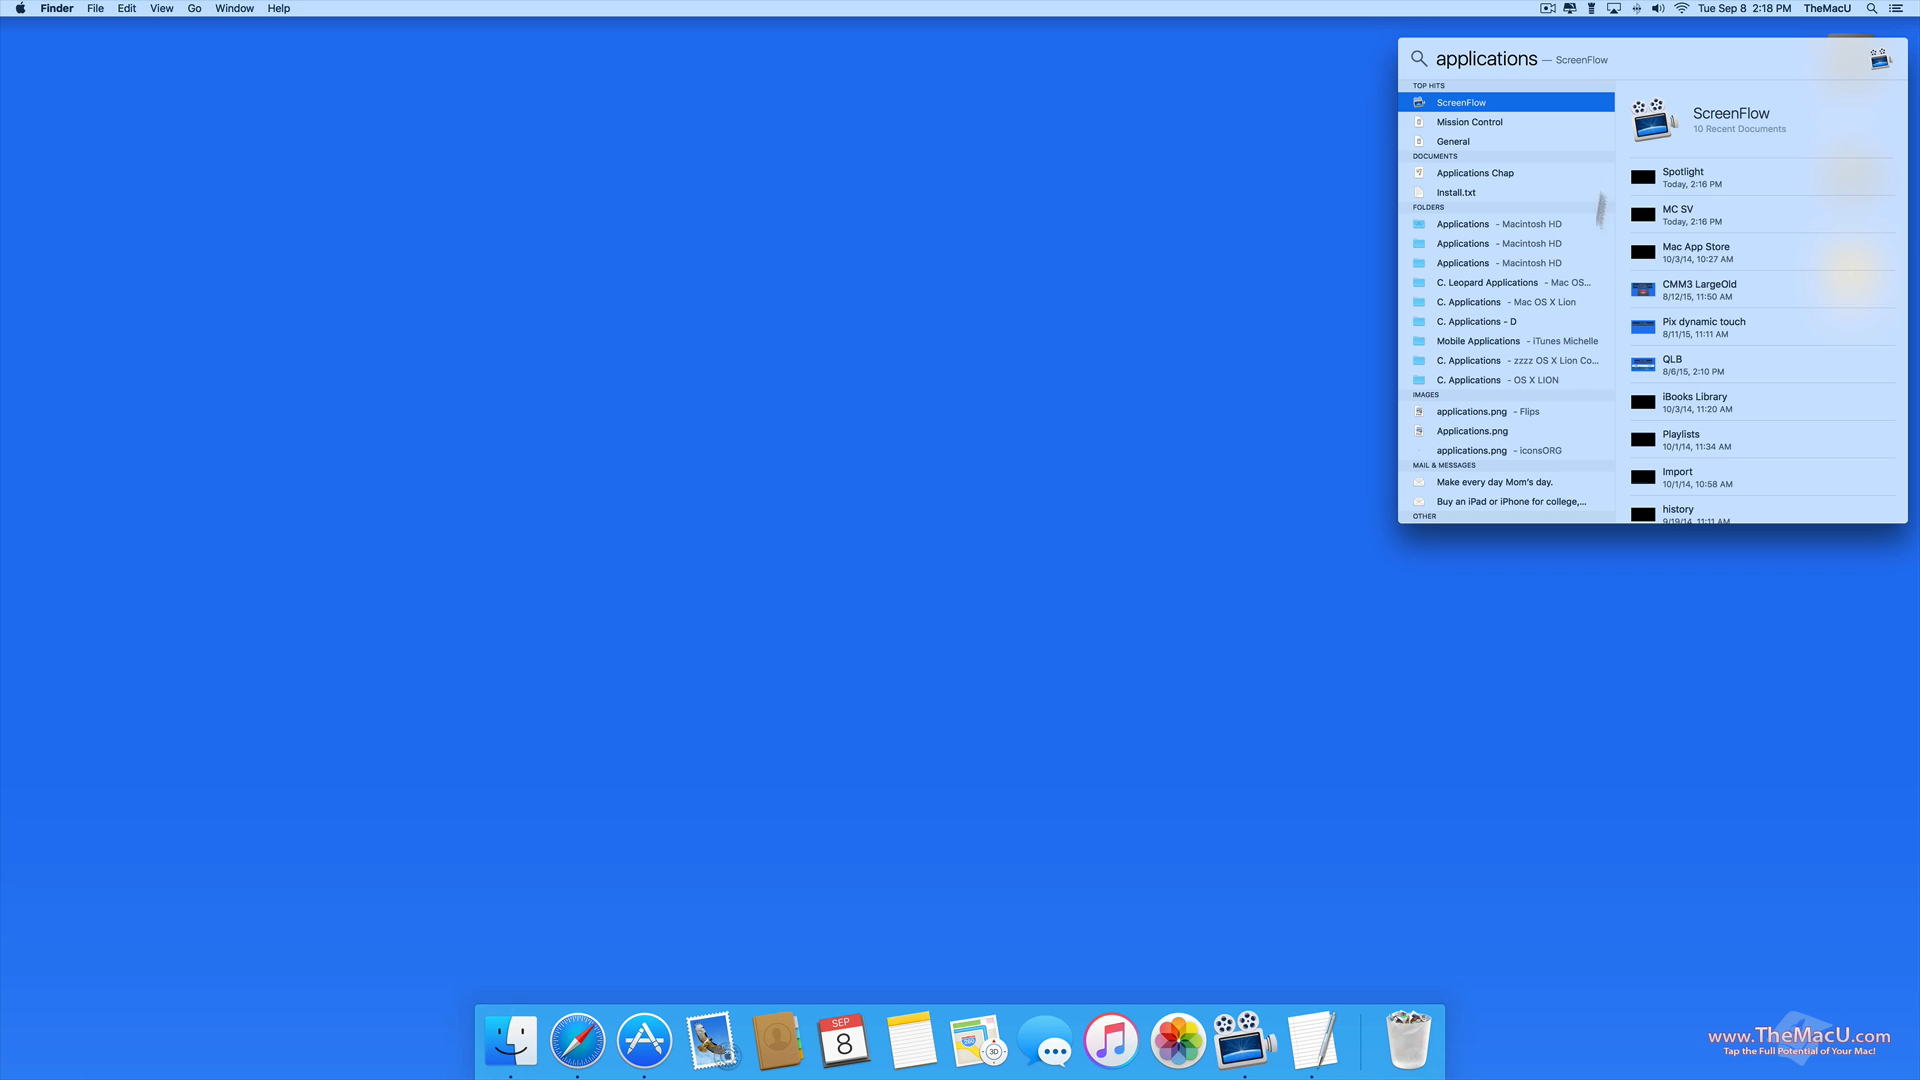 Finder File Edit View Go Window Help Tue Sep 8 2:18 PM TheMacU
applications — ScreenFlow
TOP HITS
ScreenFlow
Mission Control
General
DOCUMENTS
Applications Chap
Install.txt
FOLDERS
Applications - Macintosh HD
Applications - Macintosh HD
Applications - Macintosh HD
C. Leopard Applications - Mac OS...
C. Applications - Mac OS X Lion
C. Applications - D
Mobile Applications - iTunes Michelle
C. Applications - zzzz OS X Lion Co...
C. Applications - OS X LION
IMAGES
applications.png - Flips
Applications.png
applications.png - iconsORG
MAIL & MESSAGES
Make every day Mom's day.
Buy an iPad or iPhone for college,...
OTHER
ScreenFlow
10 Recent Documents
Spotlight
Today, 2:16 PM
MC SV
Today, 2:16 PM
Mac App Store
10/3/14, 10:27 AM
CMM3 LargeOld
8/12/15, 11:50 AM
Pix dynamic touch
8/11/15, 11:11 AM
QLB
8/6/15, 2:10 PM
iBooks Library
10/3/14, 11:20 AM
Playlists
10/1/14, 11:34 AM
Import
10/1/14, 10:58 AM
history
9/19/14, 11:11 AM
SEP
8
280
3D
www.TheMacU.com
Tap the Full Potential of Your Mac!